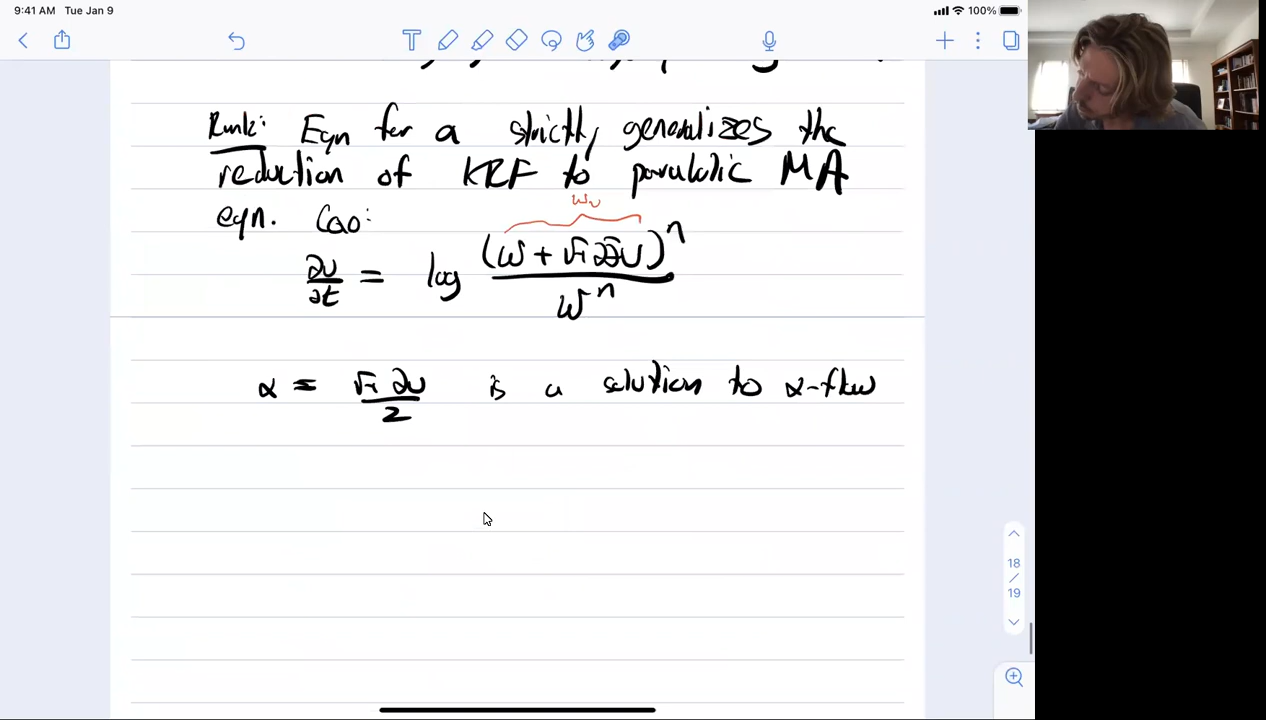 9:41 AM Tue Jan 9
100%
Rmk: Eqn for α strictly generalizes the
reduction of KRF to parabolic MA
eqn. Cao:
ω_u
∂u/∂t = log (ω + √-1 ∂∂̄u)^n / ω^n
α = √-1 ∂u / 2 is a solution to α-flow
18
/
19